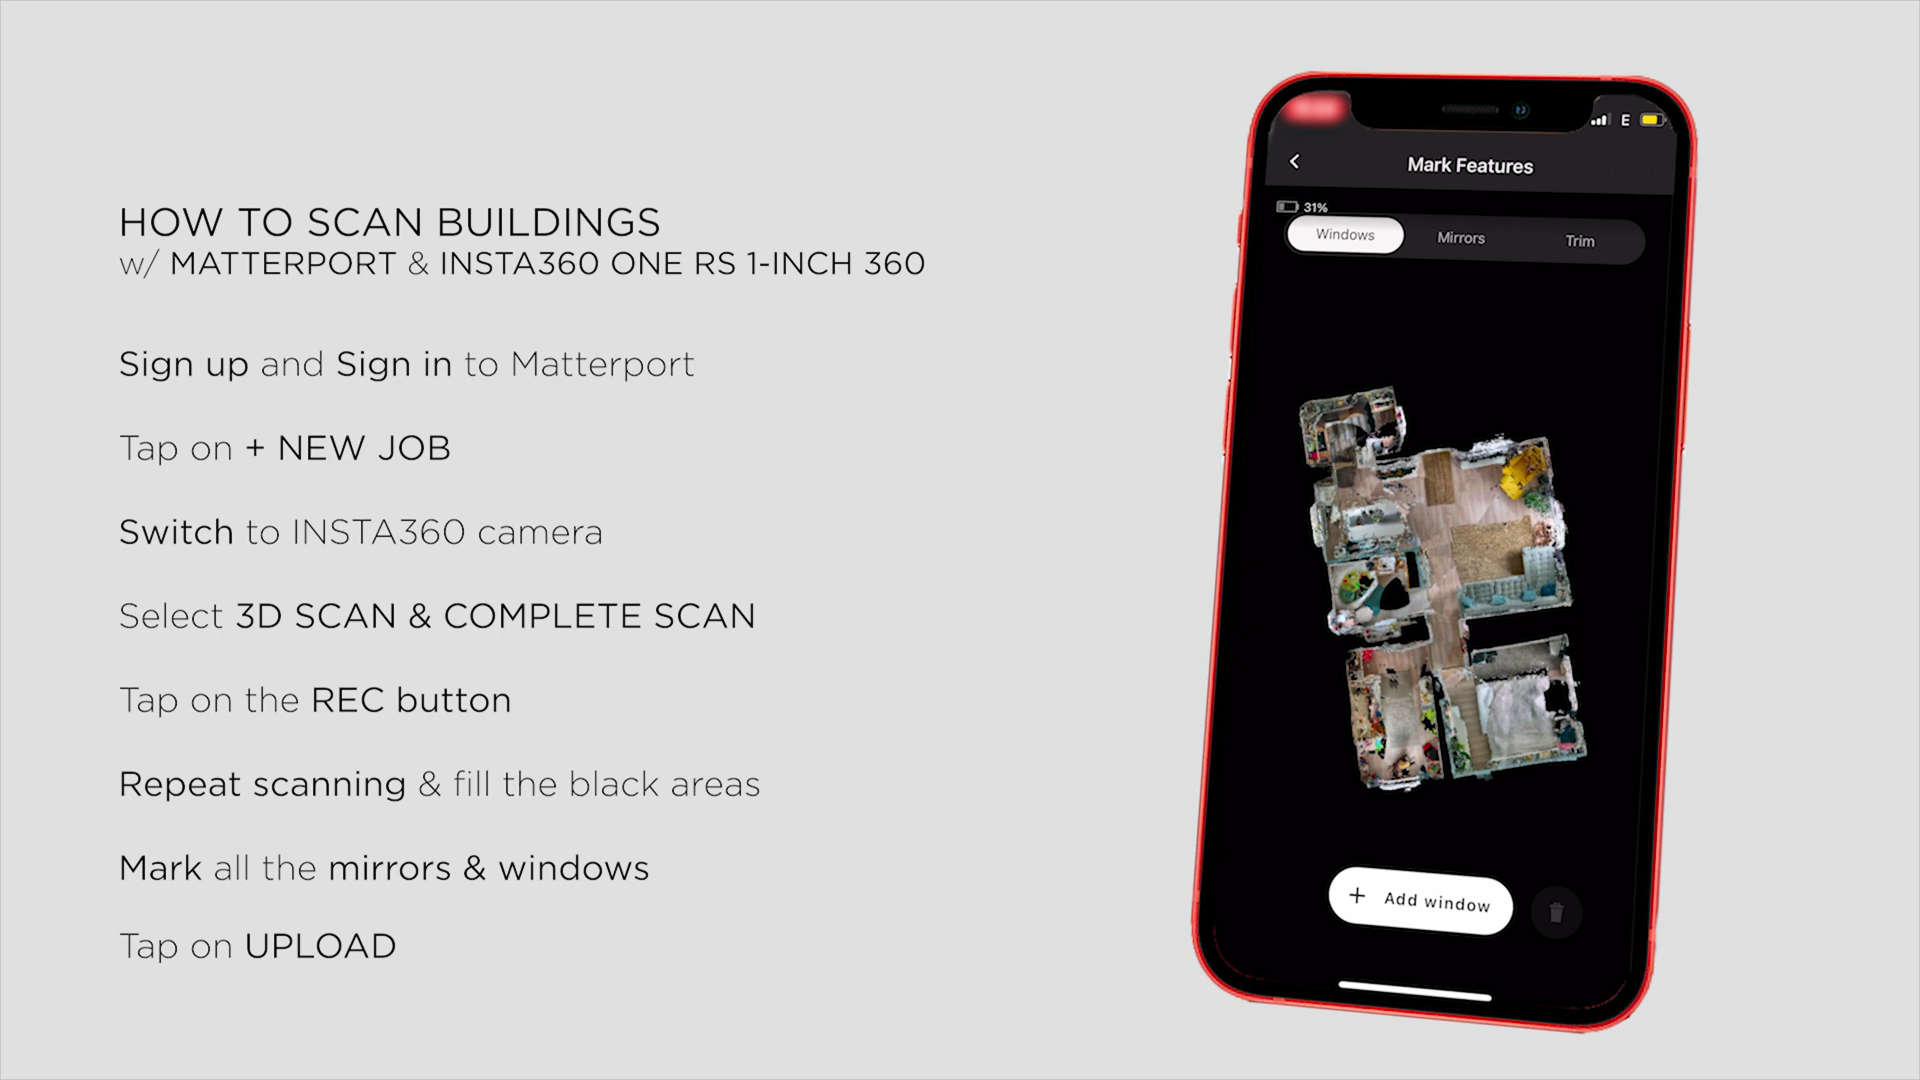 HOW TO SCAN BUILDINGS
w/ MATTERPORT & INSTA360 ONE RS 1-INCH 360
Sign up and Sign in to Matterport
Tap on + NEW JOB
Switch to INSTA360 camera
Select 3D SCAN & COMPLETE SCAN
Tap on the REC button
Repeat scanning & fill the black areas
Mark all the mirrors & windows
Tap on UPLOAD
E
Mark Features
31%
Windows Mirrors Trim
+ Add window